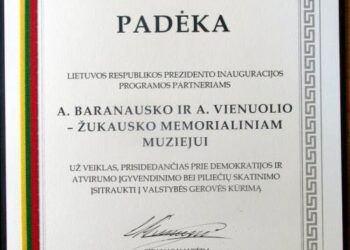 PADĖKA
LIETUVOS RESPUBLIKOS PREZIDENTO INAUGURACIJOS
PROGRAMOS PARTNERIAMS
A. BARANAUSKO IR A. VIENUOLIO
– ŽUKAUSKO MEMORIALINIAM
MUZIEJUI
UŽ VEIKLAS, PRISIDEDANČIAS PRIE DEMOKRATIJOS IR
ATVIRUMO ĮGYVENDINIMO BEI PILIEČIŲ SKATINIMO
ĮSITRAUKTI Į VALSTYBĖS GEROVĖS KŪRIMĄ